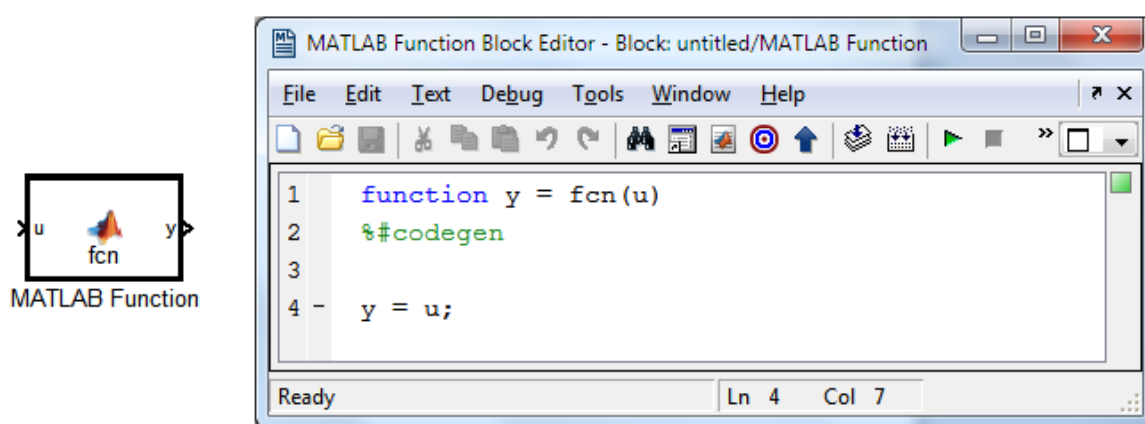 MATLAB Function Block Editor - Block: untitled/MATLAB Function
File Edit Text Debug Tools Window Help
1 function y = fcn(u)
2 %#codegen
3
4 - y = u;
Ready Ln 4 Col 7
u y
fcn
MATLAB Function